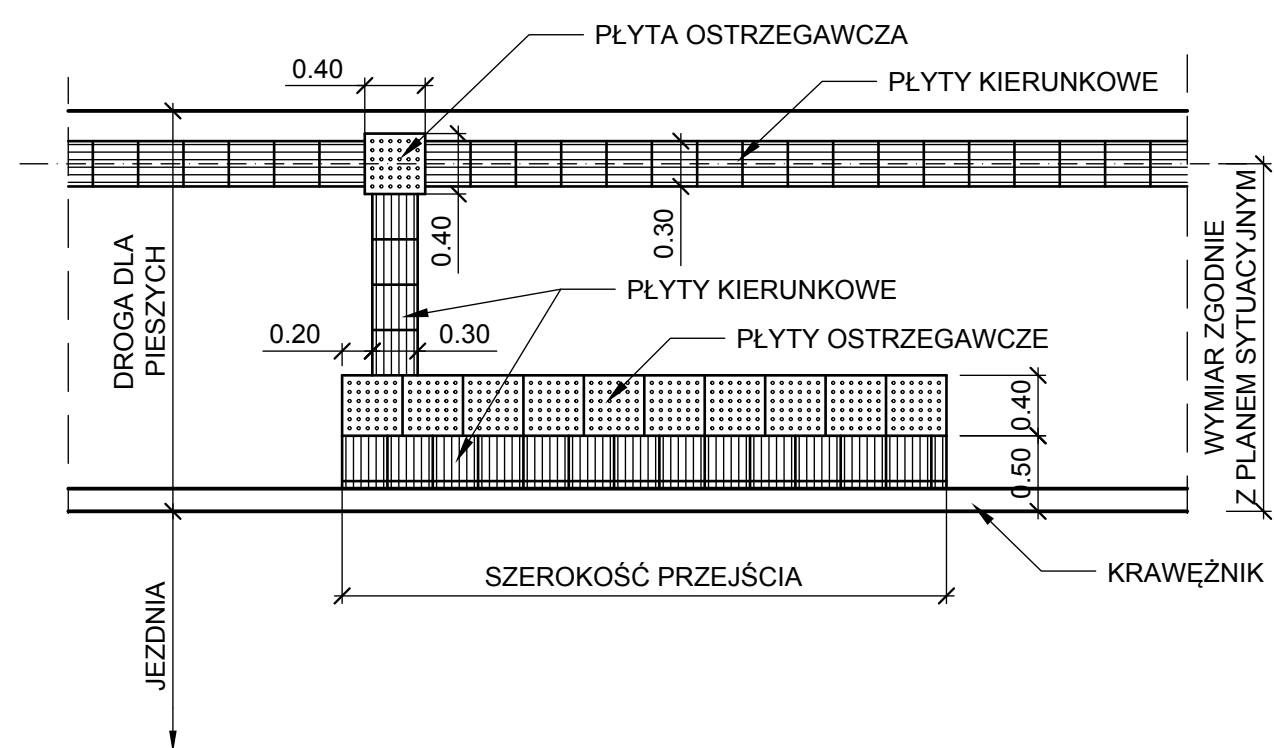 PŁYTA OSTRZEGAWCZA
0.40
PŁYTY KIERUNKOWE
0.40
0.30
DROGA DLA
PIESZYCH
PŁYTY KIERUNKOWE
WYMIAR ZGODNIE
Z PLANEM SYTUACYJNYM
0.20
0.30
PŁYTY OSTRZEGAWCZE
0.40
0.50
SZEROKOŚĆ PRZEJŚCIA
KRAWĘŻNIK
JEZDNIA